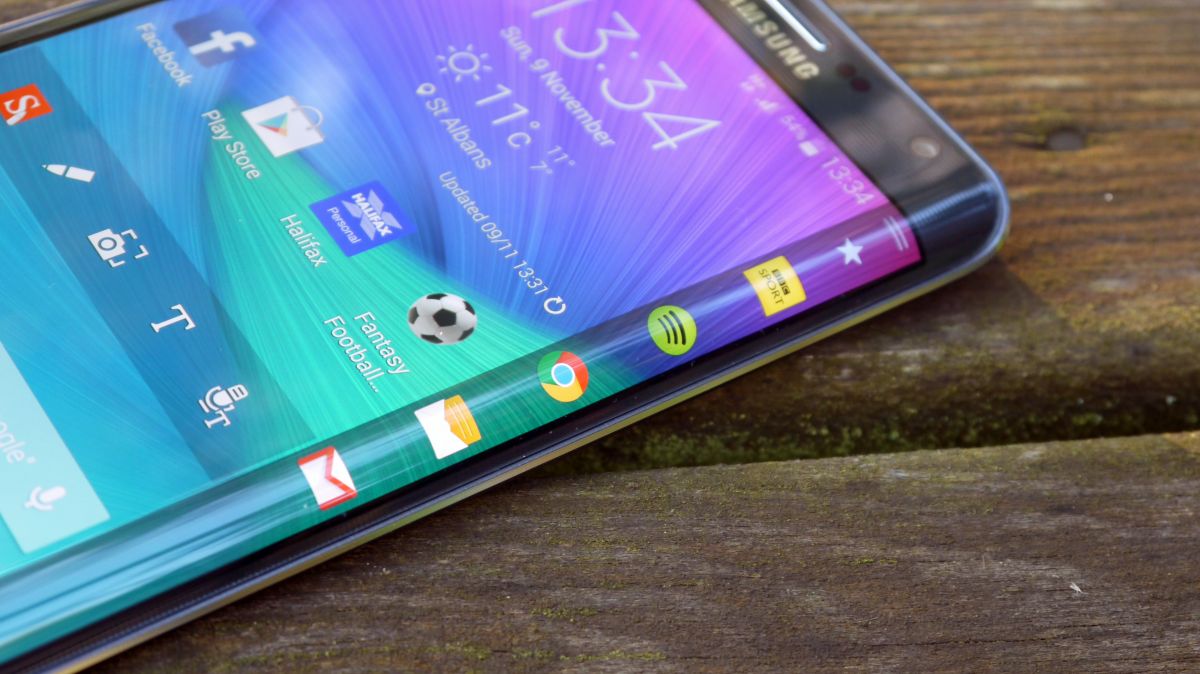 SAMSUNG
54%
13:34
13:34
Sun, 9 November
11°C
11°
7°
St Albans
Updated 09/11 13:31
Facebook
Play Store
HALIFAX
Personal
Halifax
Fantasy
Football...
BBC
SPORT
T
T